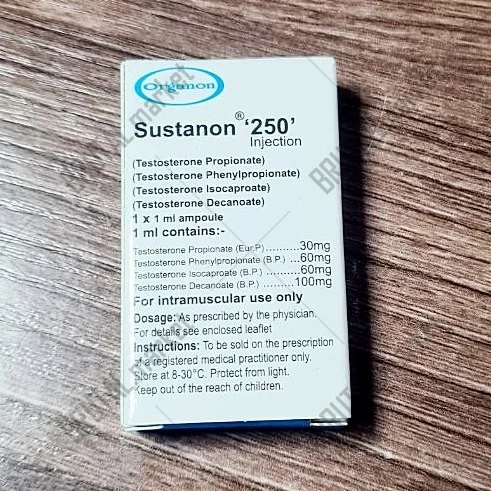 Organon
Sustanon® ‘250’
Injection
(Testosterone Propionate)
(Testosterone Phenylpropionate)
(Testosterone Isocaproate)
(Testosterone Decanoate)
1 x 1 ml ampoule
1 ml contains:-
Testosterone Propionate (Eur.P)..........30mg
Testosterone Phenylpropionate (B.P.) ...60mg
Testosterone Isocaproate (B.P.) ..........60mg
Testosterone Decanoate (B.P.) .........100mg
For intramuscular use only
Dosage: As prescribed by the physician.
For details see enclosed leaflet
Instructions: To be sold on the prescription
of a registered medical practitioner only.
Store at 8-30°C. Protect from light.
Keep out of the reach of children.
market